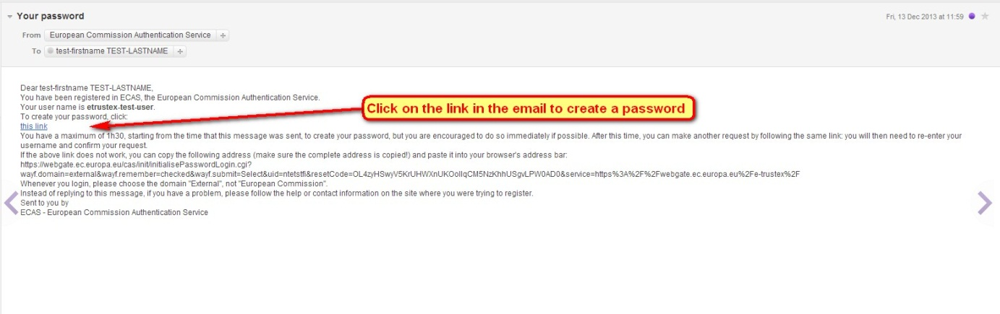 Your password
Fri, 13 Dec 2013 at 11:59
From European Commission Authentication Service +
To test-firstname TEST-LASTNAME +
Dear test-firstname TEST-LASTNAME,
You have been registered in ECAS, the European Commission Authentication Service.
Your user name is etrustex-test-user.
To create your password, click:
this link
Click on the link in the email to create a password
You have a maximum of 1h30, starting from the time that this message was sent, to create your password, but you are encouraged to do so immediately if possible. After this time, you can make another request by following the same link: you will then need to re-enter your
username and confirm your request.
If the above link does not work, you can copy the following address (make sure the complete address is copied!) and paste it into your browser's address bar:
https://webgate.ec.europa.eu/cas/init/initialisePasswordLogin.cgi?
wayf.domain=external&wayf.remember=checked&wayf.submit=Select&uid=ntetstfi&resetCode=OL4zyHSwyV5KrUHWXnUKOolIqCM5NzKhhUSgvLPW0AD0&service=https%3A%2F%2Fwebgate.ec.europa.eu%2Fe-trustex%2F
Whenever you login, please choose the domain "External", not "European Commission".
Instead of replying to this message, if you have a problem, please follow the help or contact information on the site where you were trying to register.
Sent to you by
ECAS - European Commission Authentication Service